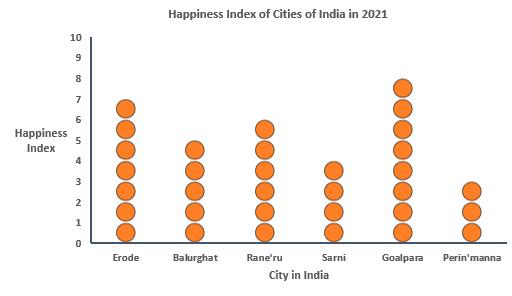 Happiness Index of Cities of India in 2021
10
9
8
7
6
5
4
3
2
1
0
Happiness
Index
Erode Balurghat Rane'ru Sarni Goalpara Perin'manna
City in India